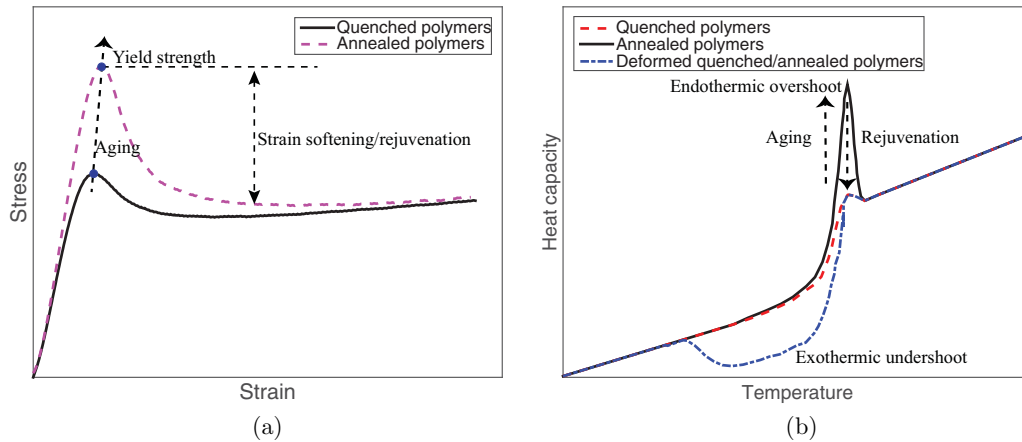 Quenched polymers
Annealed polymers
Yield strength
Aging
Strain softening/rejuvenation
Stress
Strain
(a)
Quenched polymers
Annealed polymers
Deformed quenched/annealed polymers
Endothermic overshoot
Aging
Rejuvenation
Exothermic undershoot
Heat capacity
Temperature
(b)